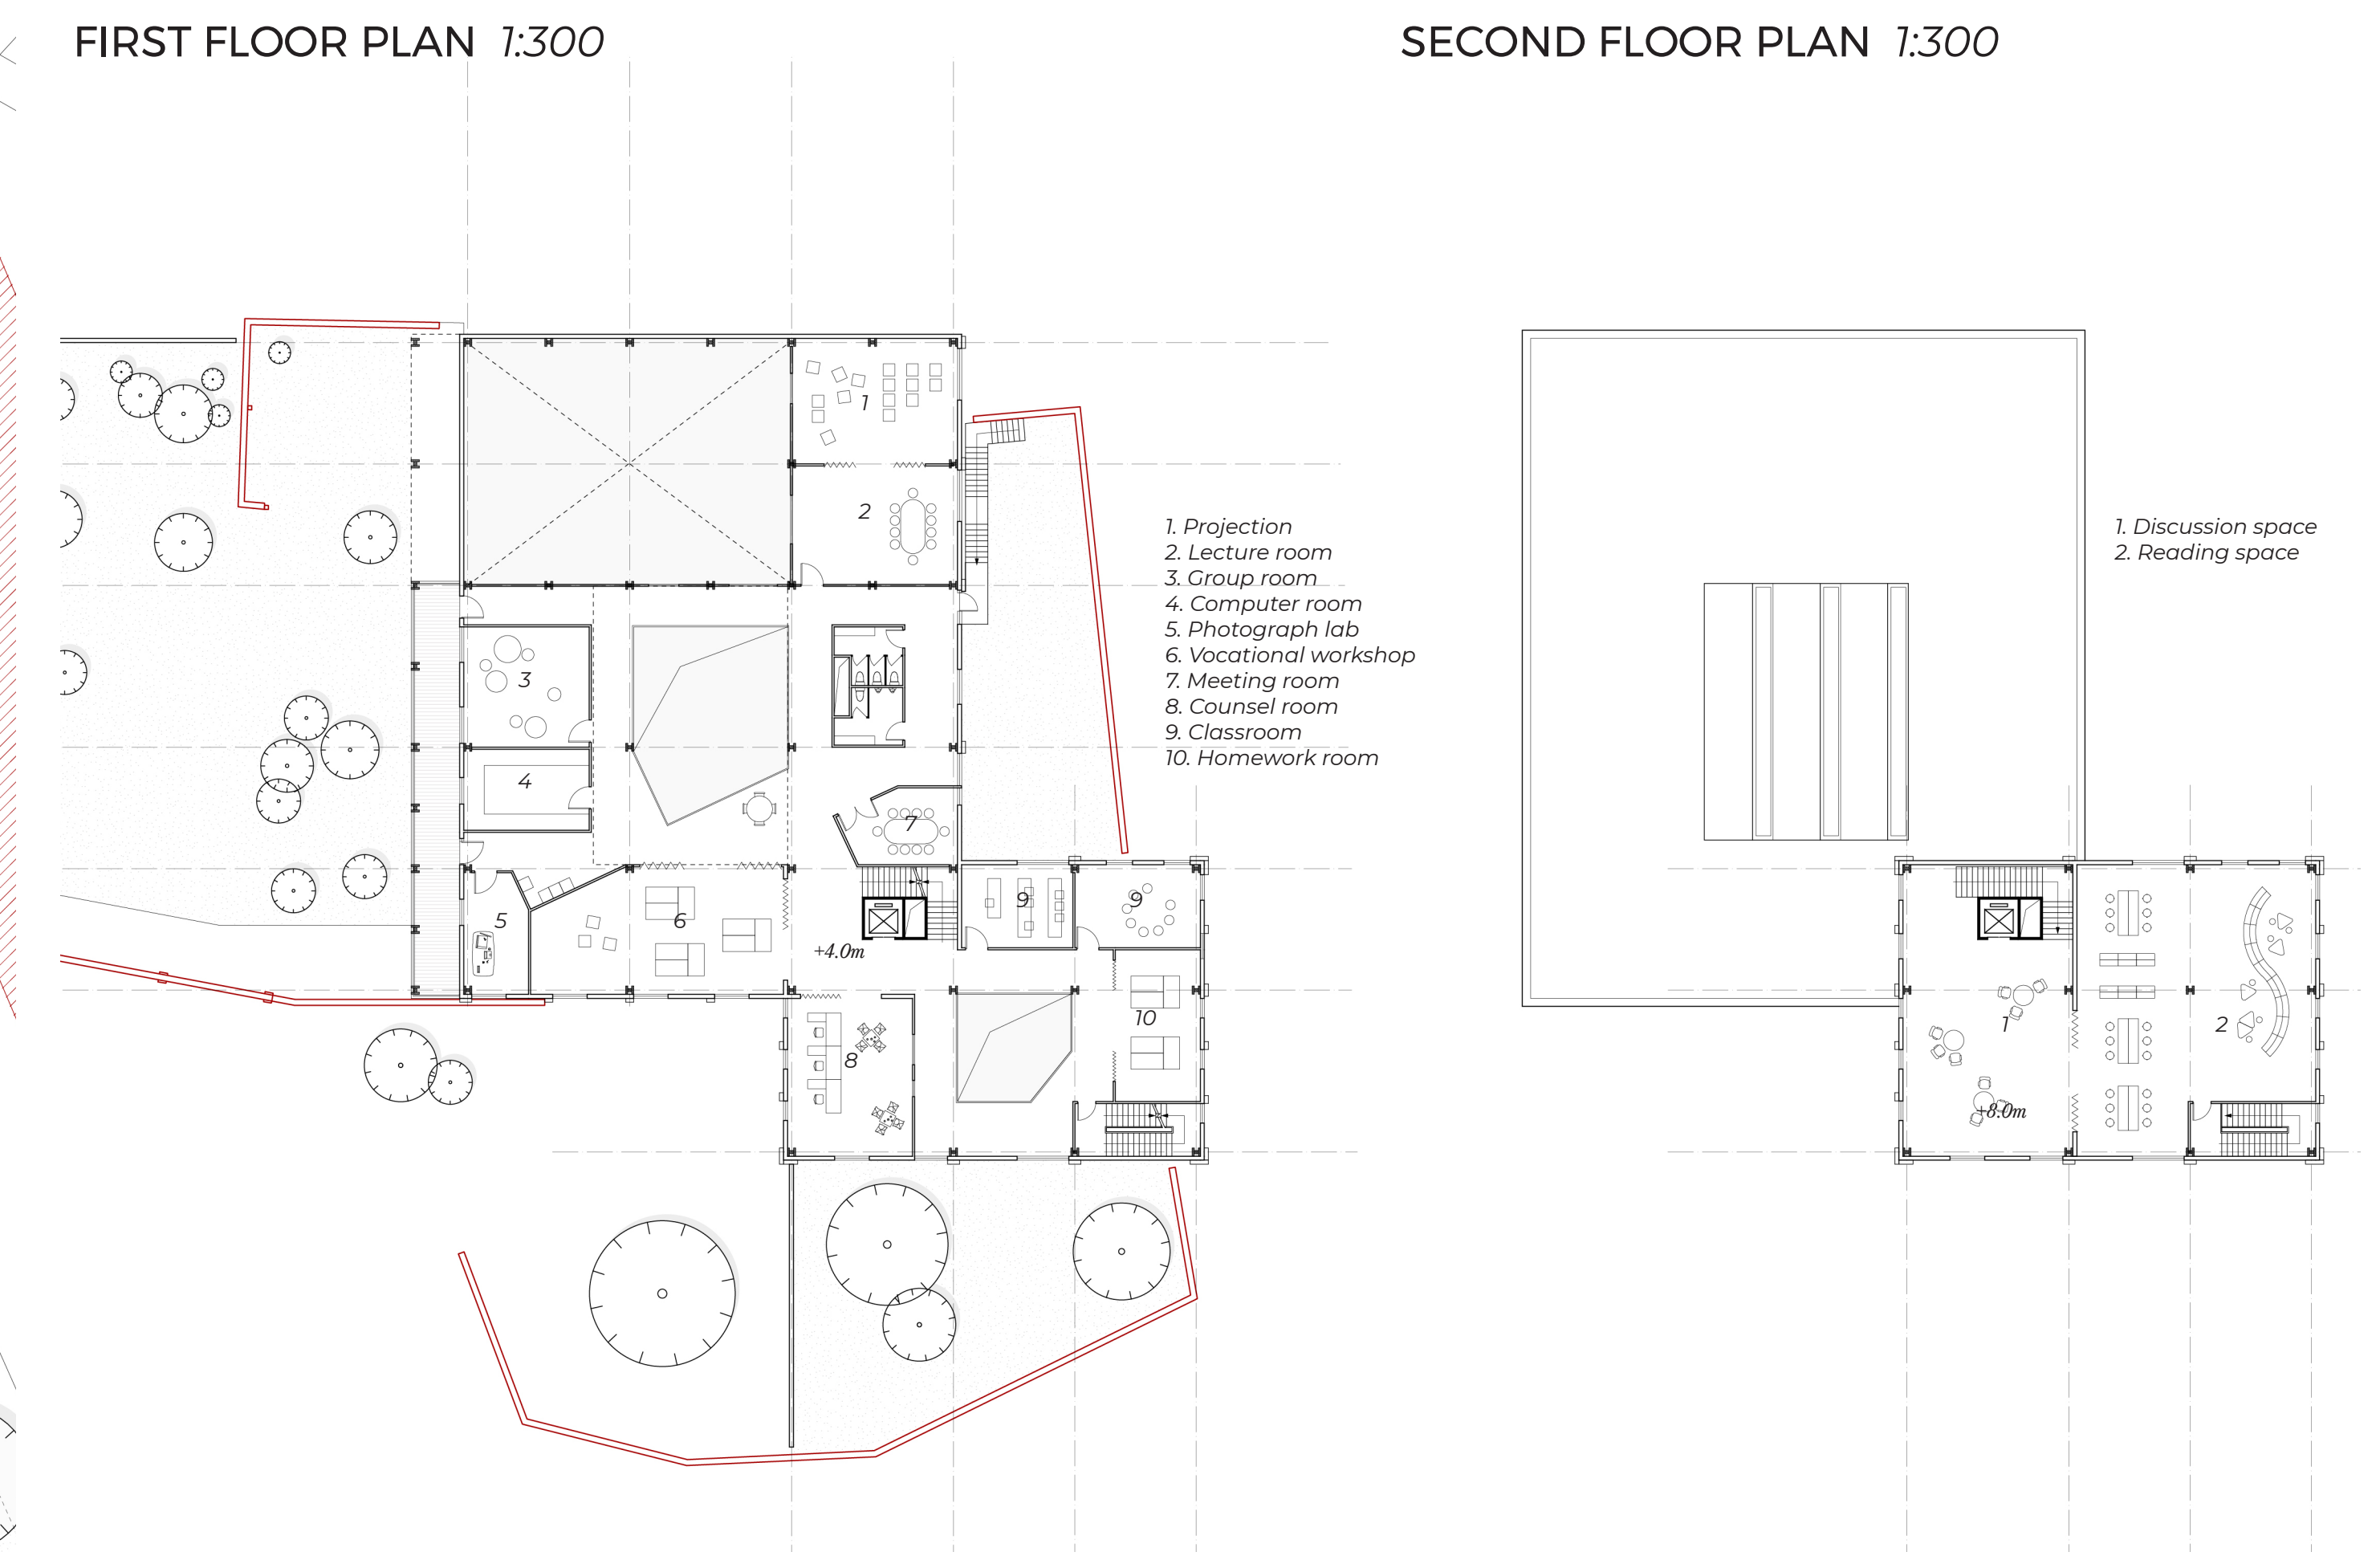 FIRST FLOOR PLAN 1:300
1
2
3
4
5
6
7
8
9
9
10
+4.0m
1. Projection
2. Lecture room
3. Group room
4. Computer room
5. Photograph lab
6. Vocational workshop
7. Meeting room
8. Counsel room
9. Classroom
10. Homework room
SECOND FLOOR PLAN 1:300
1. Discussion space
2. Reading space
1
2
+8.0m